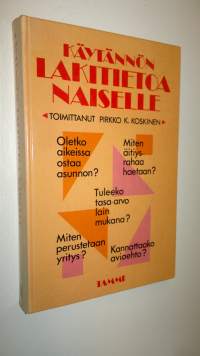 KÄYTÄNNÖN
LAKITIETOA
NAISELLE
TOIMITTANUT PIRKKO K. KOSKINEN
Oletko
aikeissa
ostaa
asunnon?
Miten
äitiys
rahaa
haetaan?
Tuleeko
tasa-arvo
lain
mukana?
Miten
perustetaan
yritys?
Kannattaako
avioehto?
TAMMI